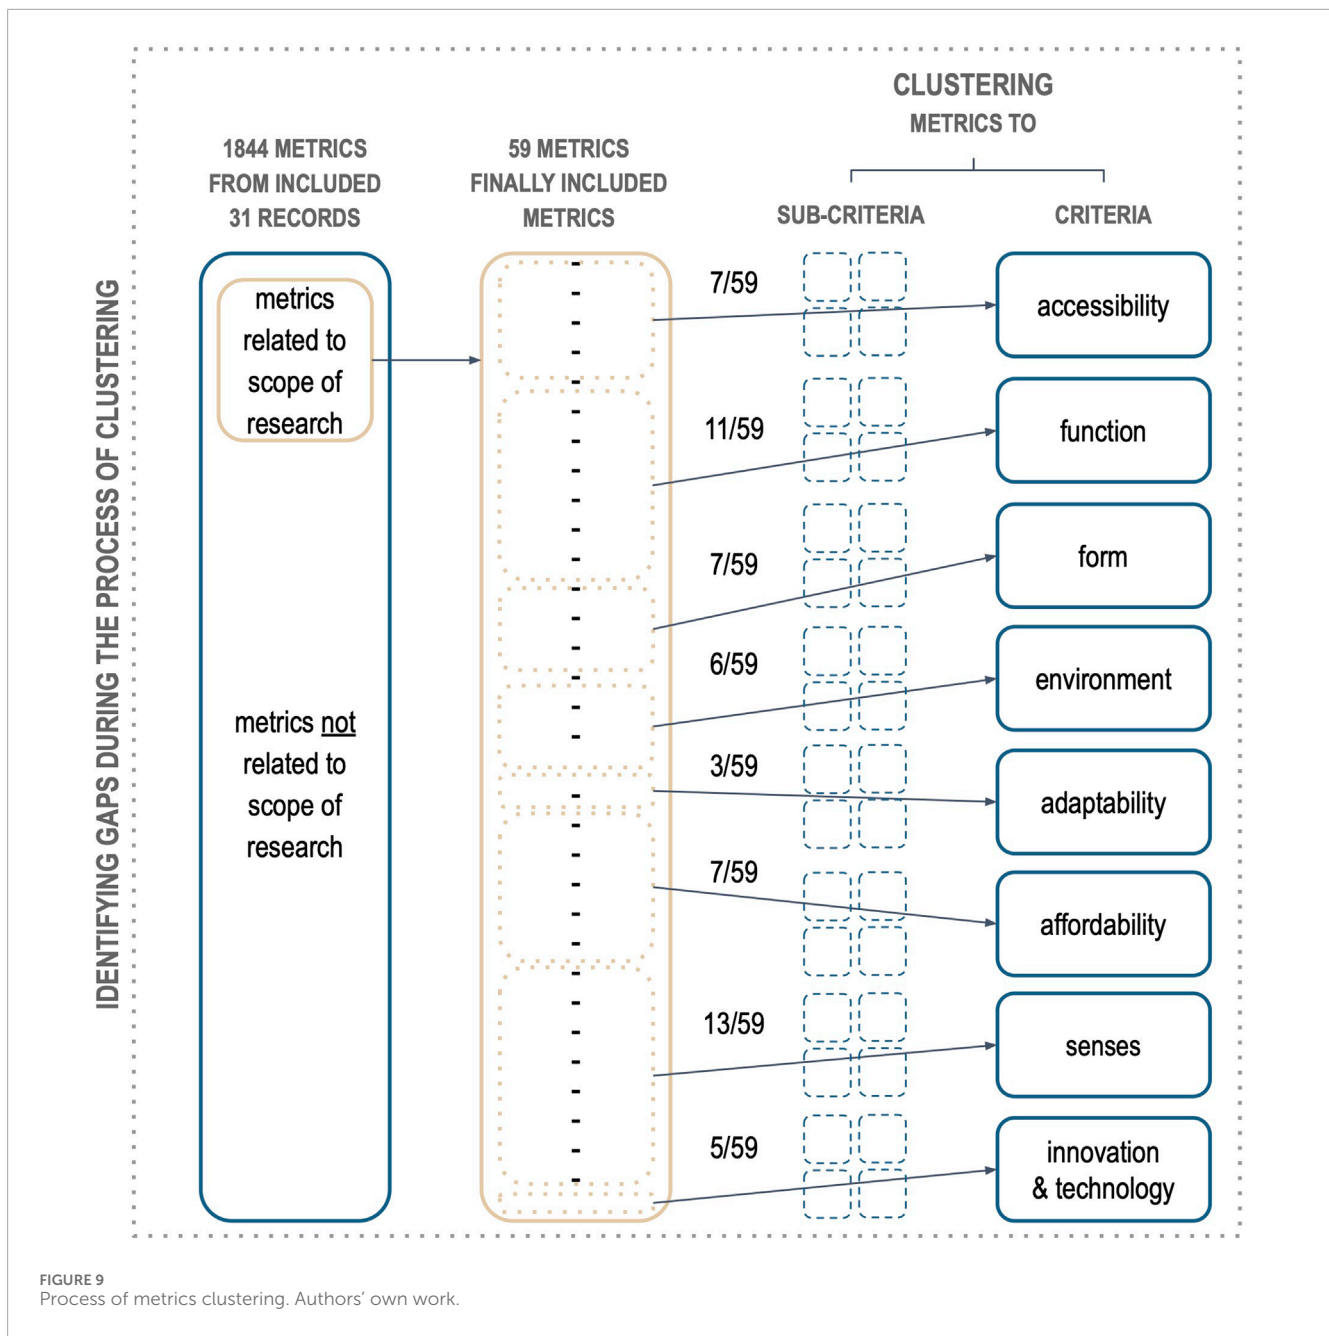 CLUSTERING
METRICS TO
1844 METRICS
FROM INCLUDED
31 RECORDS
59 METRICS
FINALLY INCLUDED
METRICS
SUB-CRITERIA
CRITERIA
IDENTIFYING GAPS DURING THE PROCESS OF CLUSTERING
metrics
related to
scope of
research
metrics not
related to
scope of
research
7/59
accessibility
11/59
function
7/59
form
6/59
environment
3/59
adaptability
7/59
affordability
13/59
senses
5/59
innovation
& technology
FIGURE 9
Process of metrics clustering. Authors' own work.